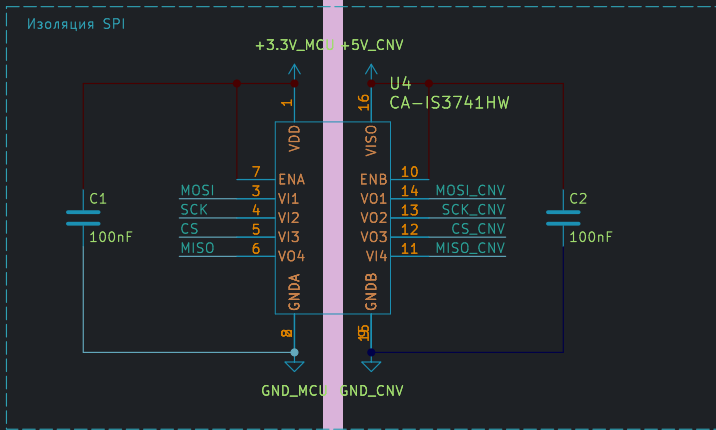 Изоляция SPI
+3.3V_MCU +5V_CNV
U4
CA-IS3741HW
1
16
VDD
VISO
7 ENA ENB 10
MOSI 3 VI1 VO1 14 MOSI_CNV
SCK 4 VI2 VO2 13 SCK_CNV
CS 5 VI3 VO3 12 CS_CNV
MISO 6 VO4 VI4 11 MISO_CNV
C1
100nF
C2
100nF
GNDA
GNDB
GND_MCU GND_CNV